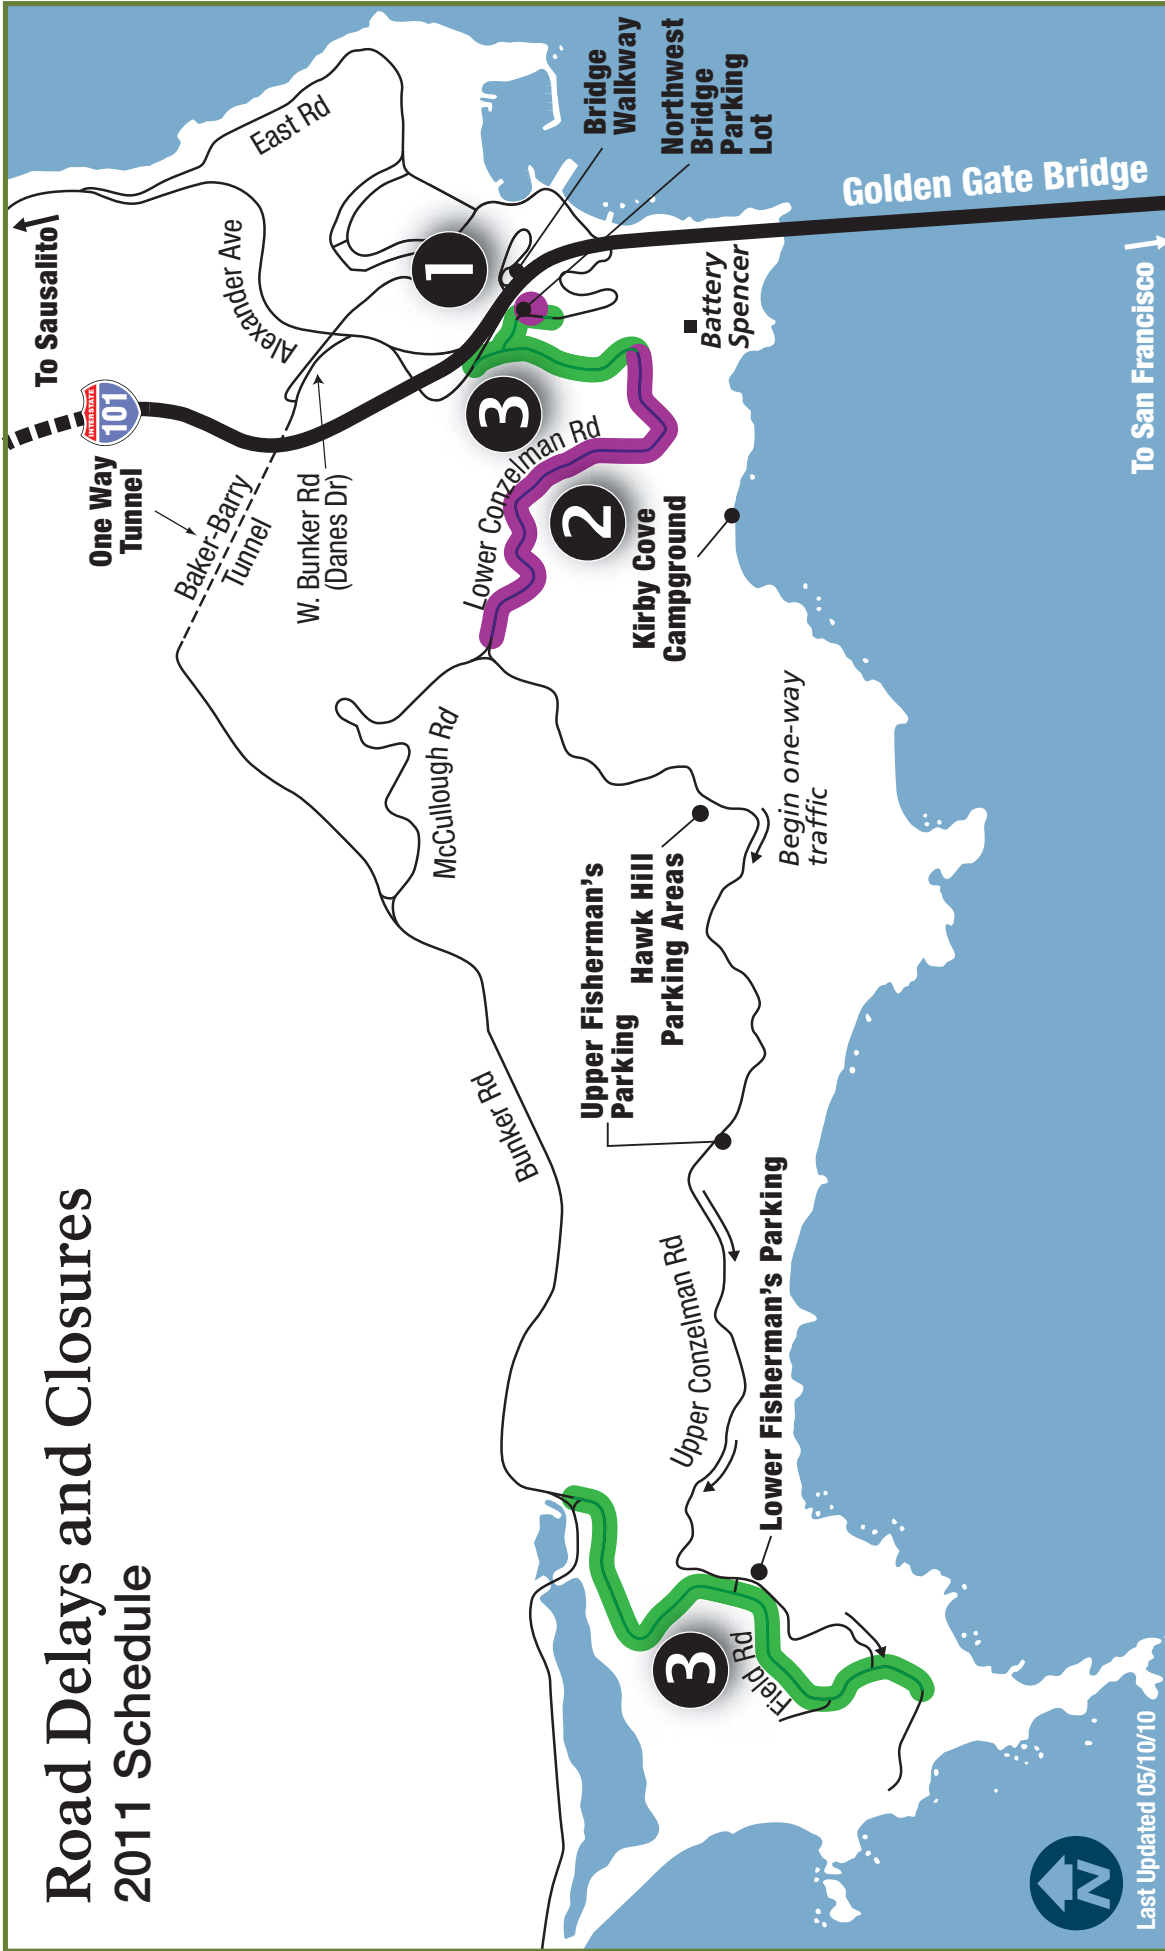 Road Delays and Closures
2011 Schedule
To Sausalito
INTERSTATE
101
One Way
Tunnel
Baker-Barry
Tunnel
W. Bunker Rd
(Danes Dr)
Alexander Ave
East Rd
1
Bridge
Walkway
Northwest
Bridge
Parking
Lot
Golden Gate Bridge
3
Lower Conzelman Rd
2
Battery
Spencer
Kirby Cove
Campground
To San Francisco
McCullough Rd
Bunker Rd
Begin one-way
traffic
Hawk Hill
Parking Areas
Upper Fisherman's
Parking
Upper Conzelman Rd
Lower Fisherman's Parking
3
Field Rd
N
Last Updated 05/10/10